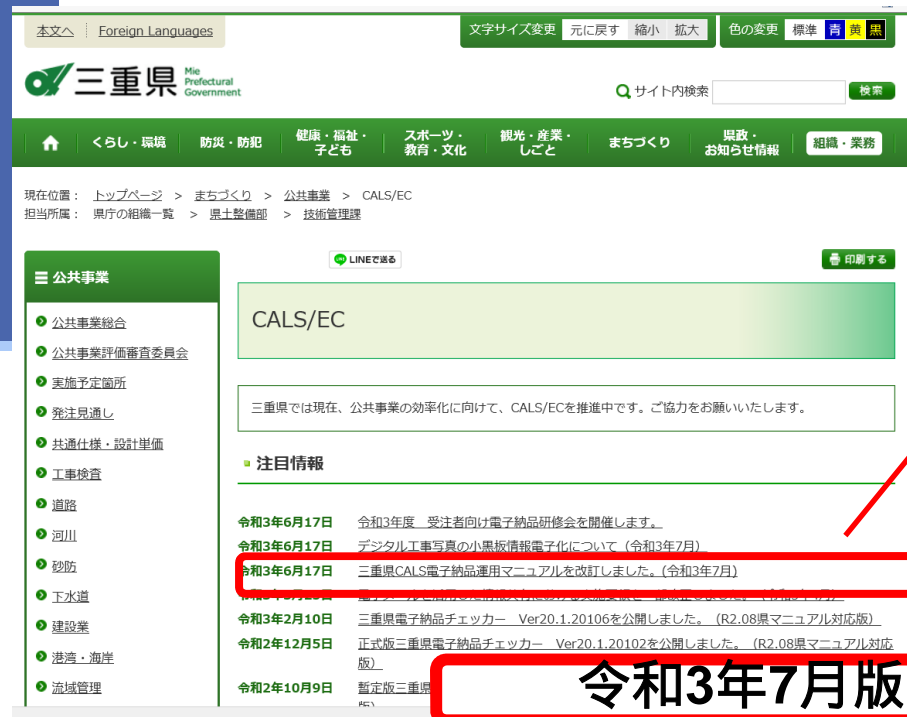 本文へ Foreign Languages
文字サイズ変更 元に戻す 縮小 拡大 色の変更 標準 青 黄 黒
三重県 Mie Prefectural Government
サイト内検索 検索
くらし・環境 防災・防犯 健康・福祉・子ども スポーツ・教育・文化 観光・産業・しごと まちづくり 県政・お知らせ情報 組織・業務
現在位置： トップページ > まちづくり > 公共事業 > CALS/EC
担当所属： 県庁の組織一覧 > 県土整備部 > 技術管理課
LINEで送る 印刷する
公共事業
公共事業総合
公共事業評価審査委員会
実施予定箇所
発注見通し
共通仕様・設計単価
工事検査
道路
河川
砂防
下水道
建設業
港湾・海岸
流域管理
CALS/EC
三重県では現在、公共事業の効率化に向けて、CALS/ECを推進中です。ご協力をお願いいたします。
注目情報
令和3年6月17日 令和3年度 受注者向け電子納品研修会を開催します。
令和3年6月17日 デジタル工事写真の小黒板情報電子化について（令和3年7月）
令和3年6月17日 三重県CALS電子納品運用マニュアルを改訂しました。(令和3年7月)
令和3年2月10日 三重県電子納品チェッカー Ver20.1.20106を公開しました。（R2.08県マニュアル対応版）
令和2年12月5日 正式版三重県電子納品チェッカー Ver20.1.20102を公開しました。（R2.08県マニュアル対応
版）
令和2年10月9日 暫定版三重県
令和3年7月版